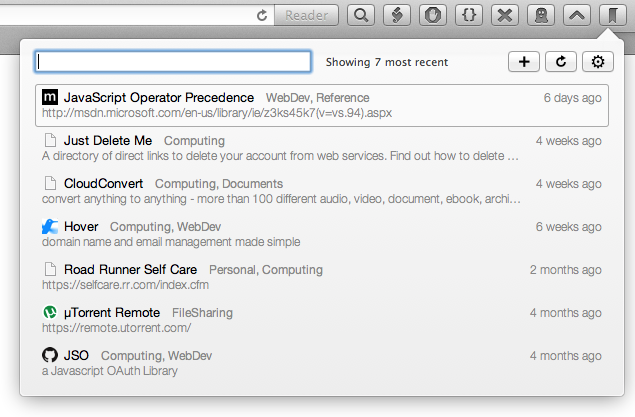 Reader
{}
Showing 7 most recent
m JavaScript Operator Precedence WebDev, Reference 6 days ago
http://msdn.microsoft.com/en-us/library/ie/z3ks45k7(v=vs.94).aspx
Just Delete Me Computing 4 weeks ago
A directory of direct links to delete your account from web services. Find out how to delete ...
CloudConvert Computing, Documents 4 weeks ago
convert anything to anything - more than 100 different audio, video, document, ebook, archi...
Hover Computing, WebDev 6 weeks ago
domain name and email management made simple
Road Runner Self Care Personal, Computing 2 months ago
https://selfcare.rr.com/index.cfm
µTorrent Remote FileSharing 4 months ago
https://remote.utorrent.com/
JSO Computing, WebDev 4 months ago
a Javascript OAuth Library